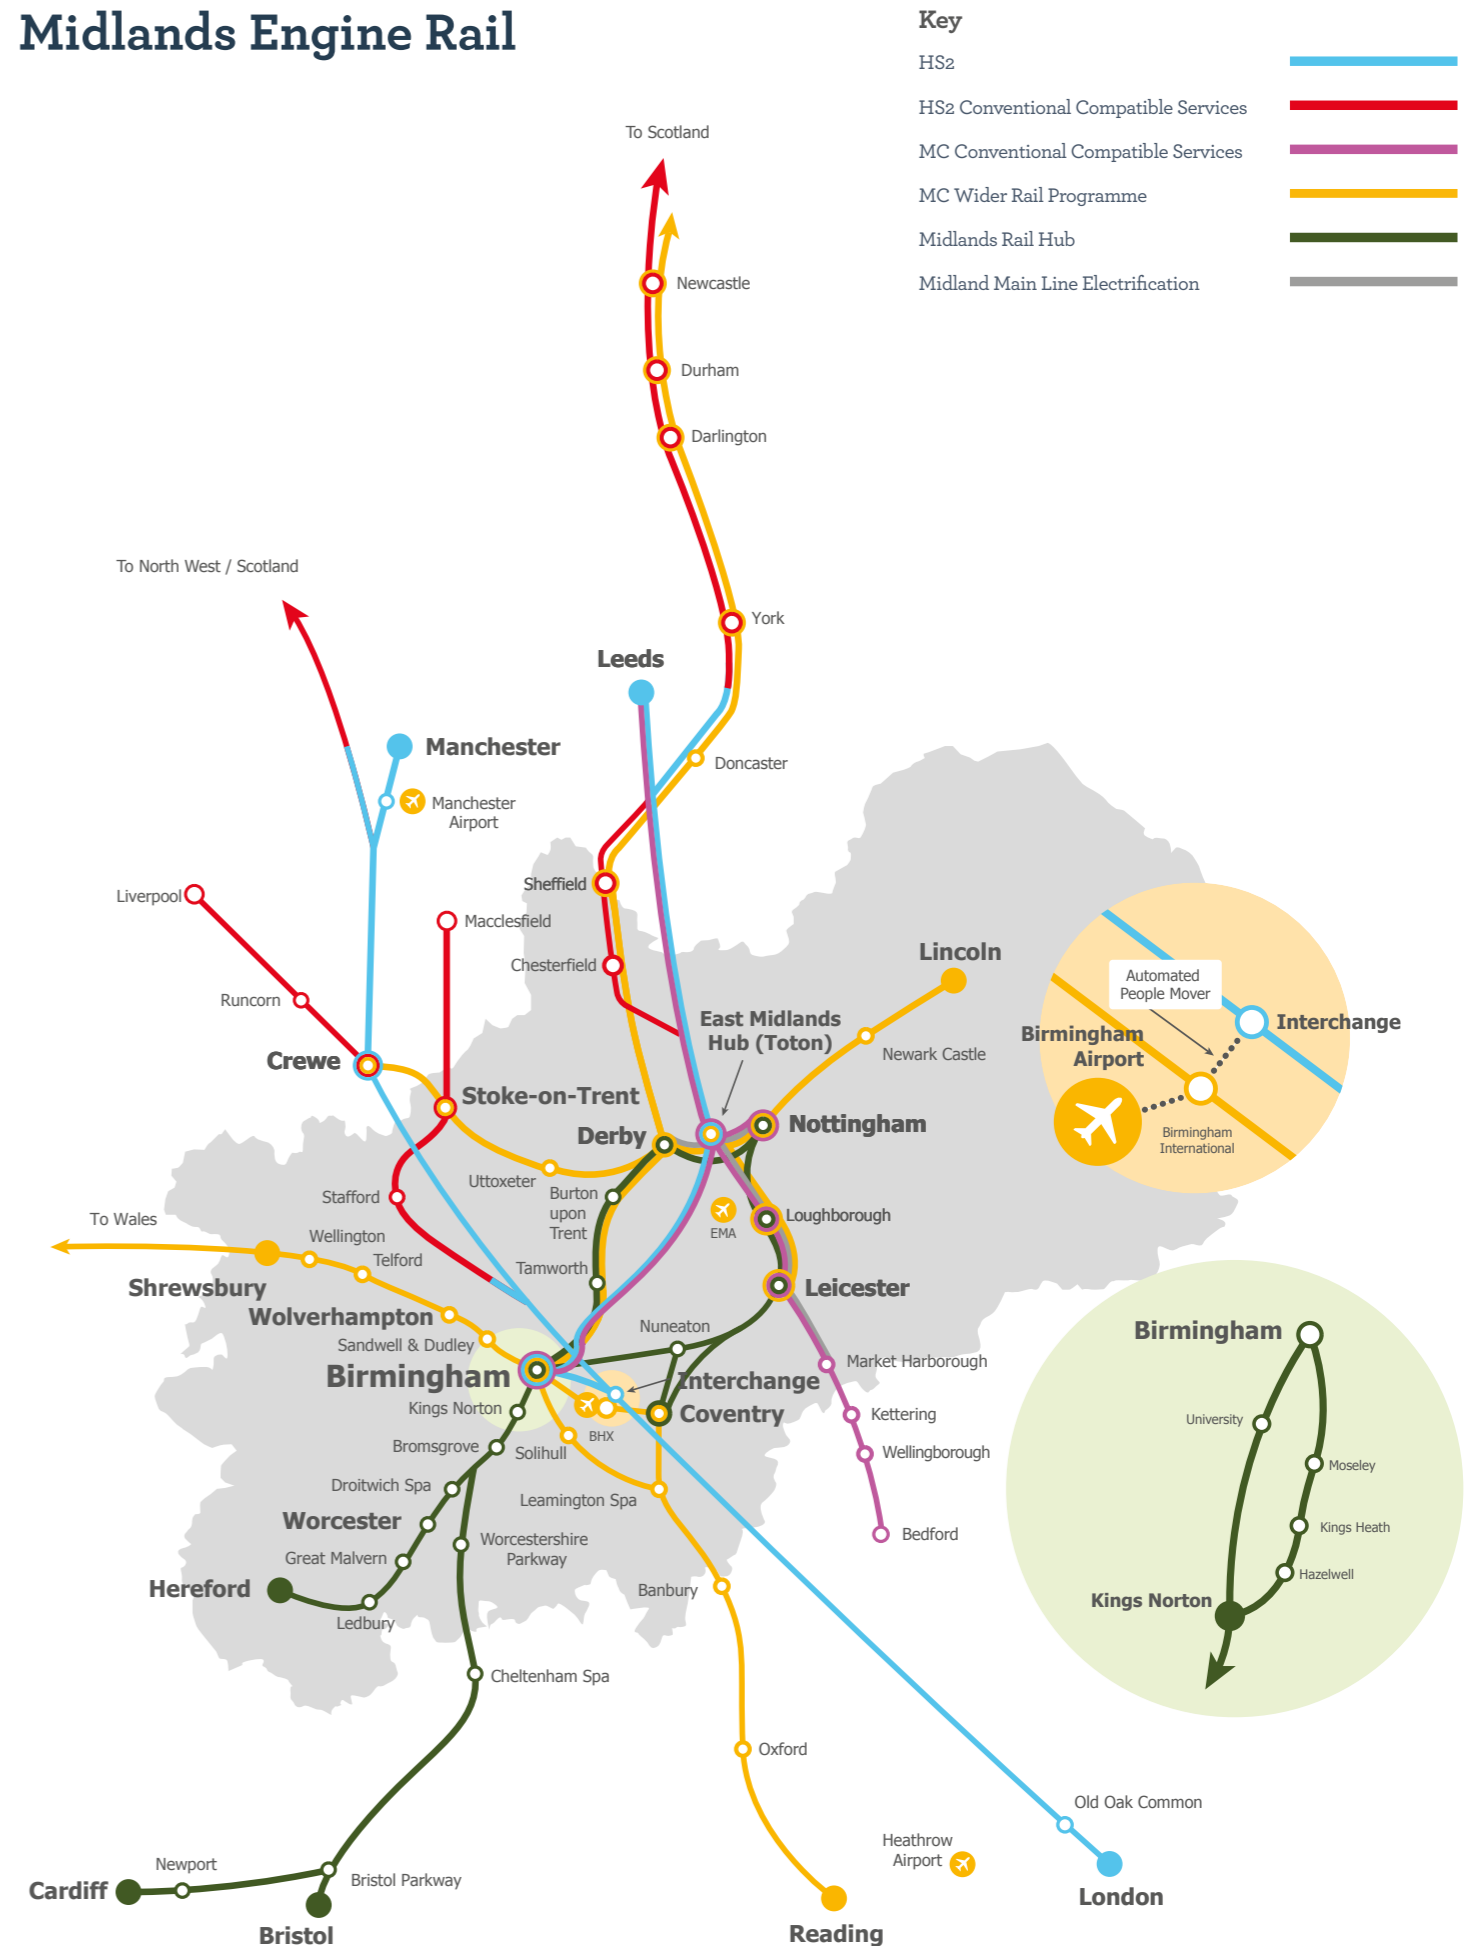 Midlands Engine Rail
Key
HS2
HS2 Conventional Compatible Services
MC Conventional Compatible Services
MC Wider Rail Programme
Midlands Rail Hub
Midland Main Line Electrification
To Scotland
Newcastle
Durham
Darlington
To North West / Scotland
York
Leeds
Manchester
Doncaster
Manchester
Airport
Sheffield
Liverpool
Macclesfield
Chesterfield
Lincoln
Runcorn
East Midlands
Hub (Toton)
Crewe
Newark Castle
Stoke-on-Trent
Derby
Nottingham
Uttoxeter
Burton
upon
Trent
Stafford
Loughborough
EMA
To Wales
Wellington
Telford
Tamworth
Shrewsbury
Leicester
Wolverhampton
Nuneaton
Sandwell & Dudley
Market Harborough
Birmingham
Interchange
Kings Norton
Coventry
Kettering
BHX
Bromsgrove
Solihull
Wellingborough
Droitwich Spa
Leamington Spa
Worcester
Bedford
Worcestershire
Parkway
Great Malvern
Hereford
Banbury
Ledbury
Cheltenham Spa
Oxford
Old Oak Common
Heathrow
Airport
Newport
Bristol Parkway
Cardiff
London
Bristol
Reading
Automated
People Mover
Interchange
Birmingham
Airport
Birmingham
International
Birmingham
University
Moseley
Kings Heath
Hazelwell
Kings Norton